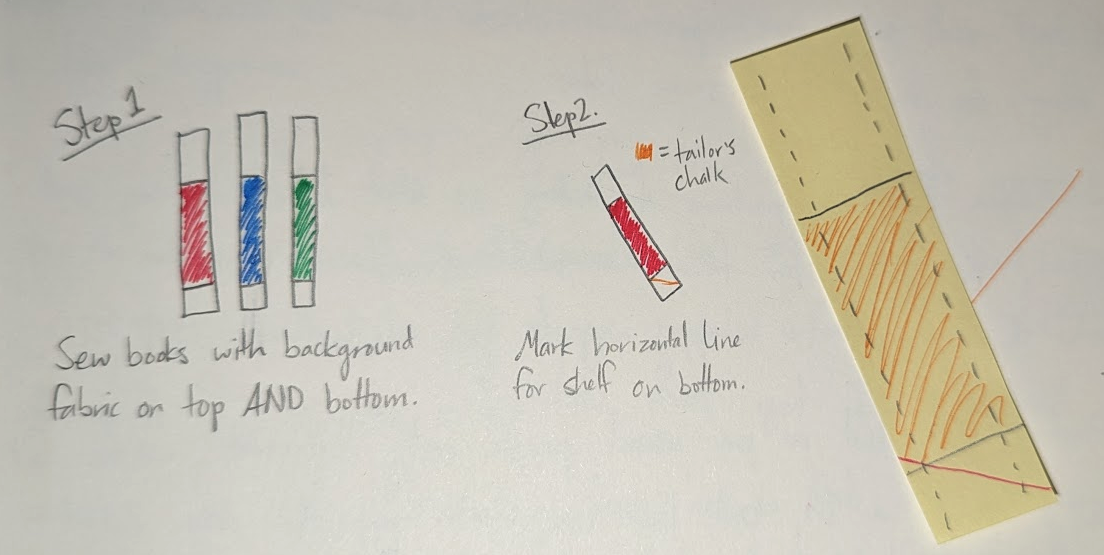 Step 1
Sew books with background
fabric on top AND bottom.
Step 2.
= tailor's
chalk
Mark horizontal line
for shelf on bottom.